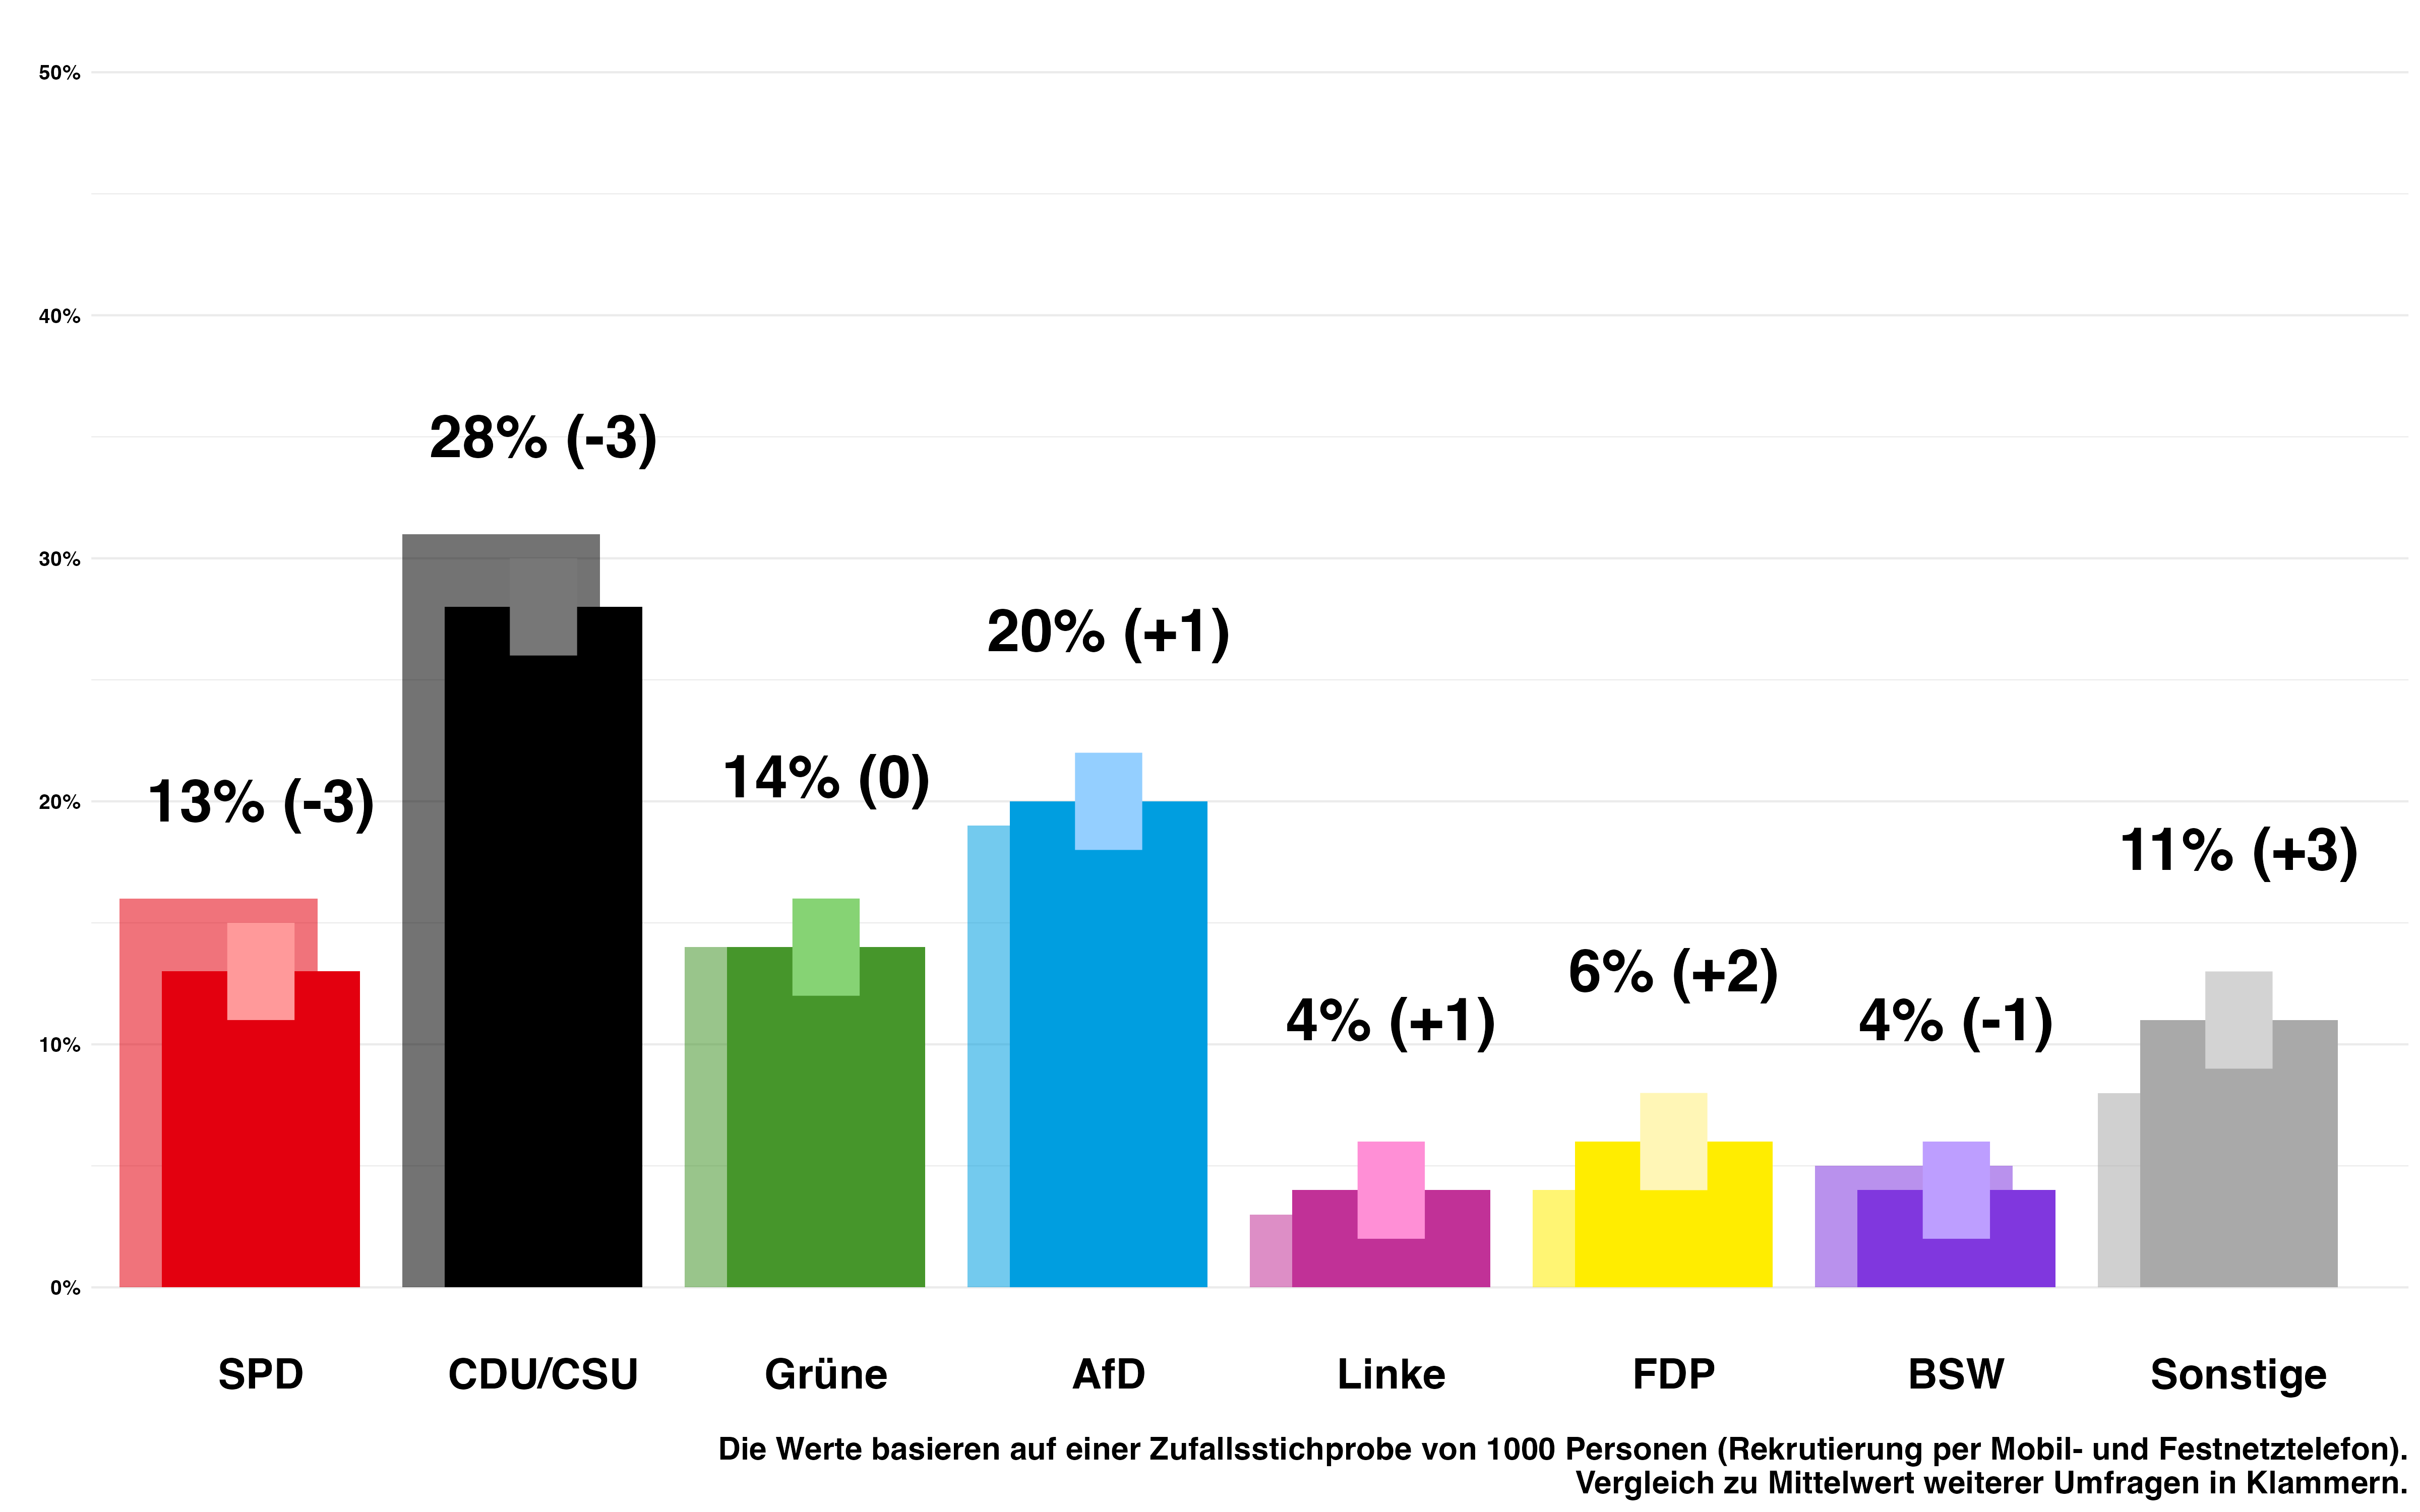 50%
40%
30%
20%
10%
0%
13% (-3)
28% (-3)
14% (0)
20% (+1)
4% (+1)
6% (+2)
4% (-1)
11% (+3)
SPD
CDU/CSU
Grüne
AfD
Linke
FDP
BSW
Sonstige
Die Werte basieren auf einer Zufallsstichprobe von 1000 Personen (Rekrutierung per Mobil- und Festnetztelefon).
Vergleich zu Mittelwert weiterer Umfragen in Klammern.